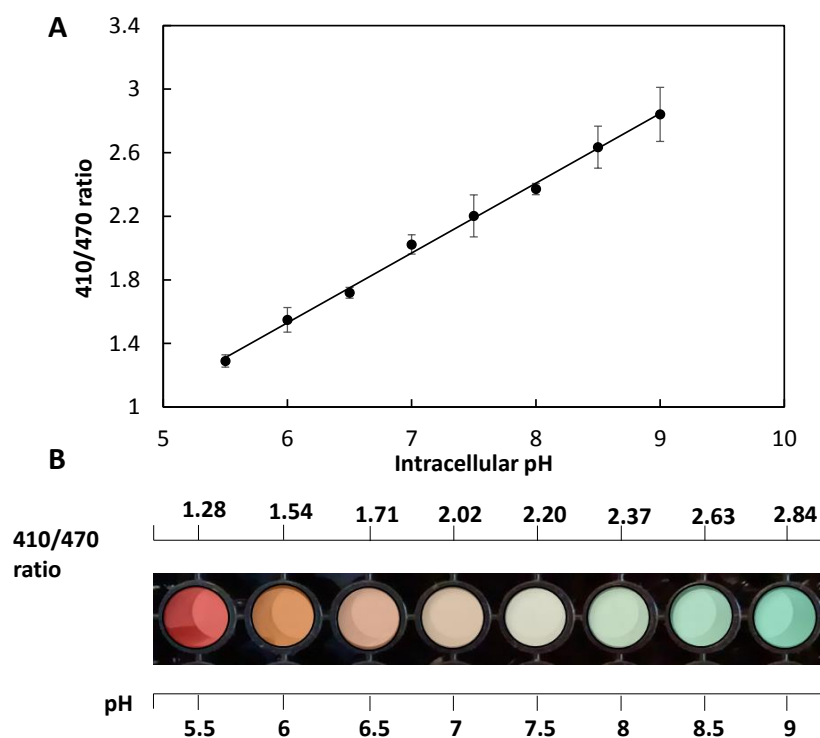 A
3.4
3
2.6
2.2
1.8
1.4
1
410/470 ratio
5 6 7 8 9 10
Intracellular pH
B
1.28 1.54 1.71 2.02 2.20 2.37 2.63 2.84
410/470
ratio
pH
5.5 6 6.5 7 7.5 8 8.5 9